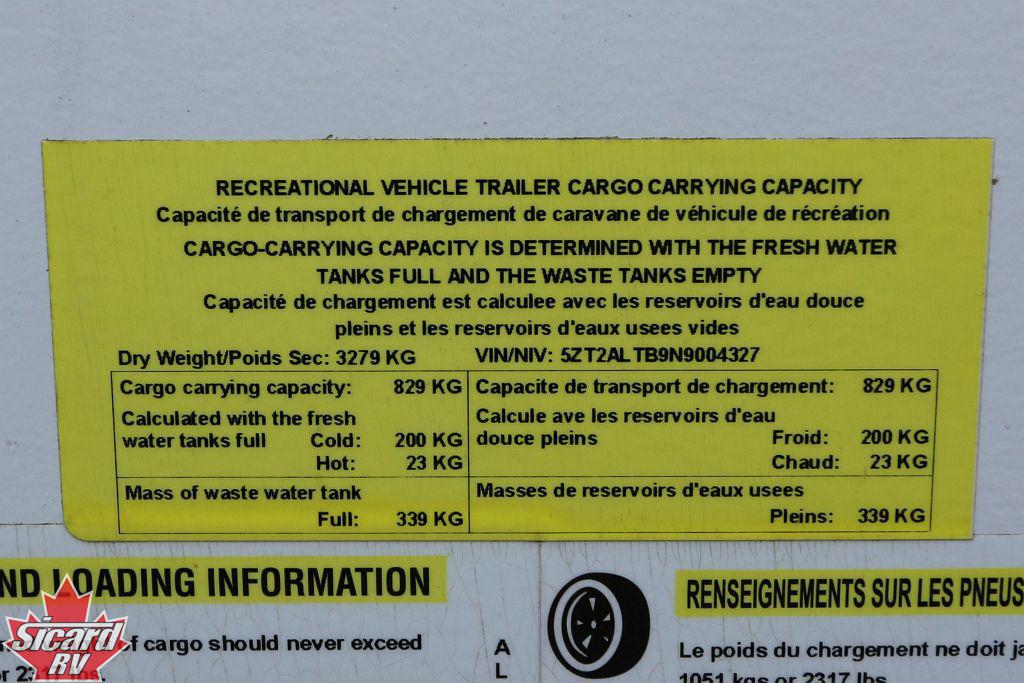 RECREATIONAL VEHICLE TRAILER CARGO CARRYING CAPACITY
Capacité de transport de chargement de caravane de véhicule de récréation
CARGO-CARRYING CAPACITY IS DETERMINED WITH THE FRESH WATER
TANKS FULL AND THE WASTE TANKS EMPTY
Capacité de chargement est calculee avec les reservoirs d'eau douce
pleins et les reservoirs d'eaux usees vides
Dry Weight/Poids Sec: 3279 KG VIN/NIV: 5ZT2ALTB9N9004327
Cargo carrying capacity: 829 KG Capacite de transport de chargement: 829 KG
Calculated with the fresh Calcule ave les reservoirs d'eau
water tanks full Cold: 200 KG douce pleins Froid: 200 KG
Hot: 23 KG Chaud: 23 KG
Mass of waste water tank Masses de reservoirs d'eaux usees
Full: 339 KG Pleins: 339 KG
LOADING INFORMATION RENSEIGNEMENTS SUR LES PNEUS
of cargo should never exceed A Le poids du chargement ne doit
L 1051 kgs or 2317 lbs
Sicard
RV